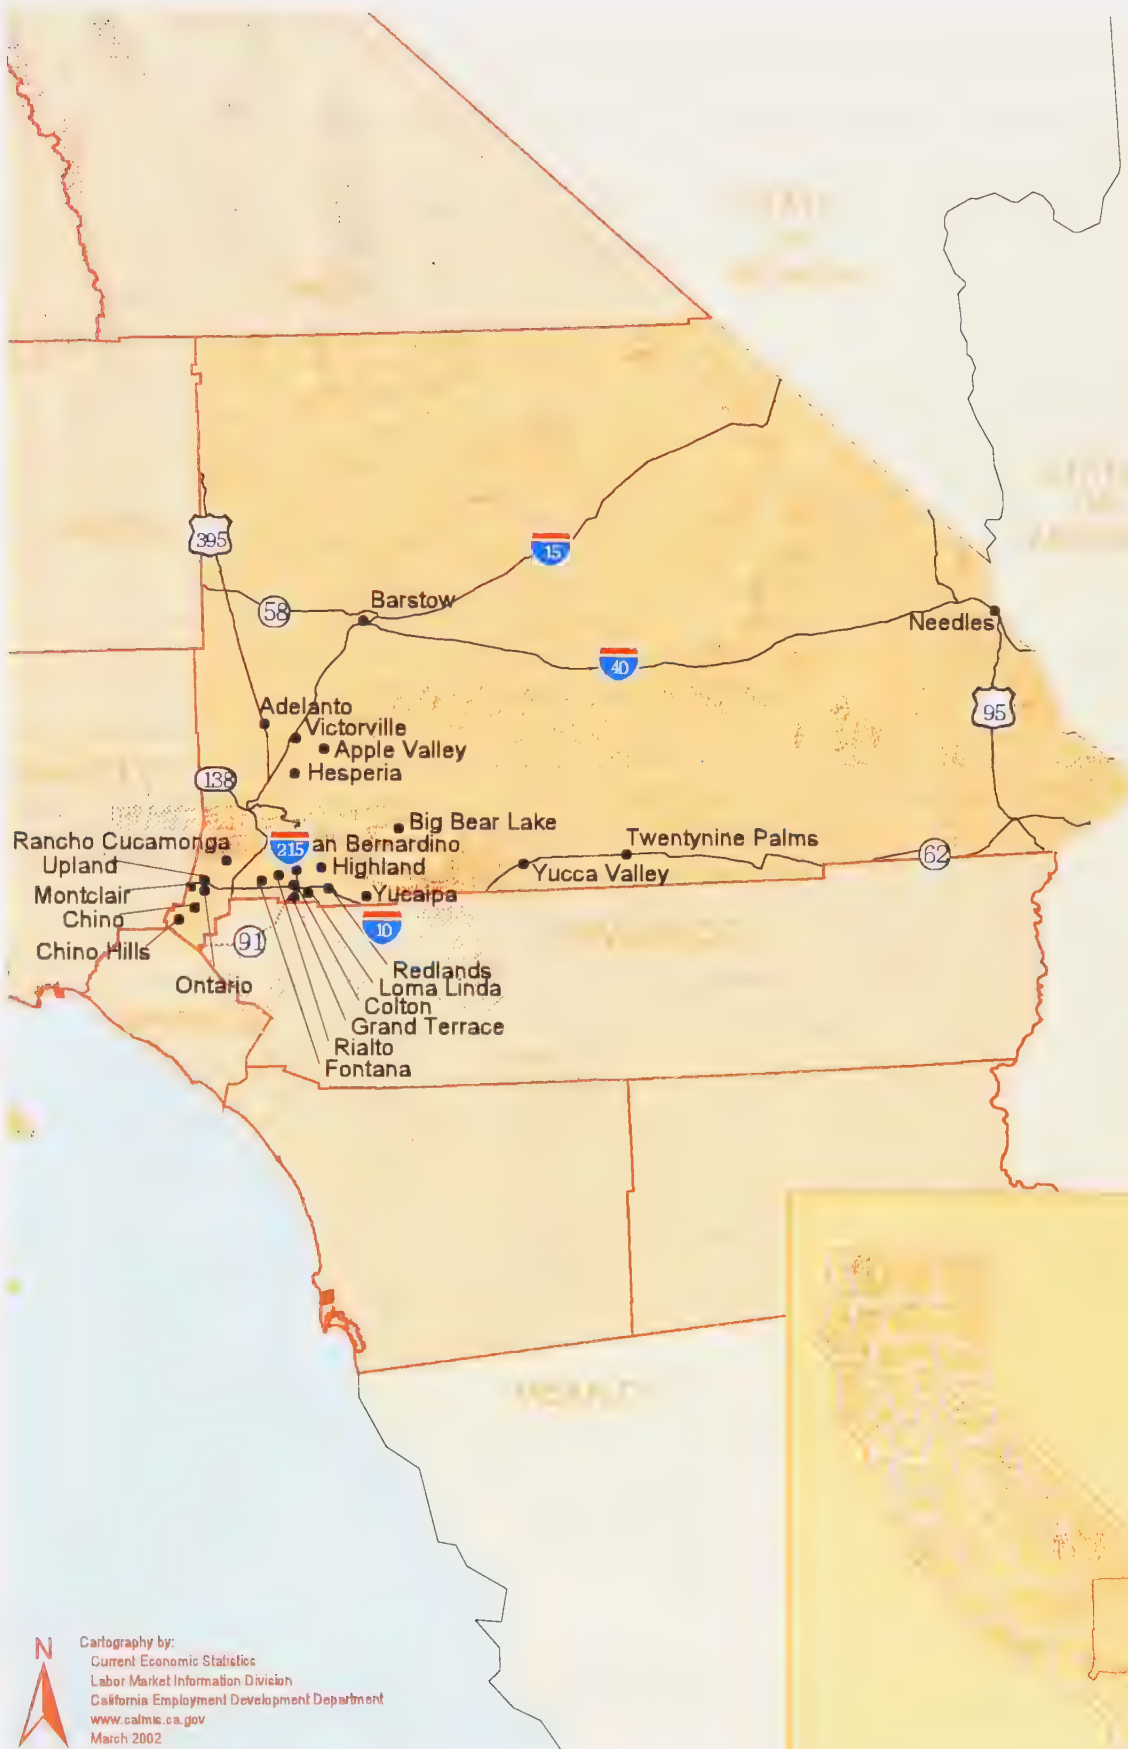 395
15
58
Barstow
Needles
40
95
Adelanto
Victorville
Apple Valley
Hesperia
138
Big Bear Lake
Rancho Cucamonga
215
an Bernardino
Twentynine Palms
62
Upland
Highland
Yucca Valley
Montclair
Yucaipa
Chino
10
91
Chino Hills
Redlands
Ontario
Loma Linda
Colton
Grand Terrace
Rialto
Fontana
N
Cartography by:
Current Economic Statistics
Labor Market Information Division
California Employment Development Department
www.calmis.ca.gov
March 2002